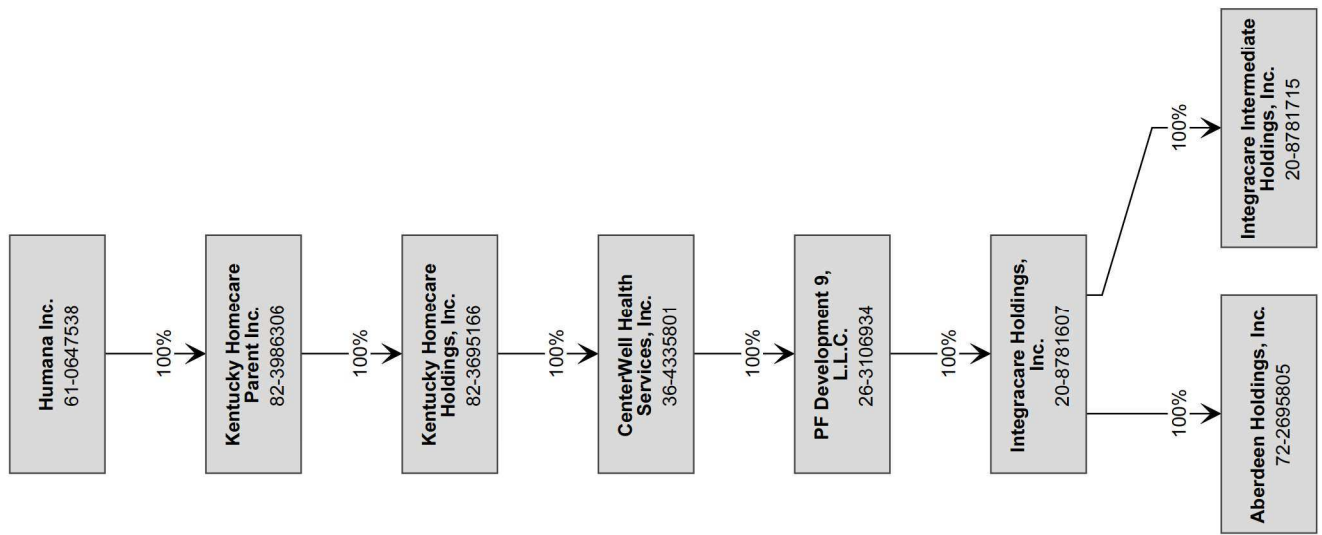 Humana Inc.
61-0647538
100%
Kentucky Homecare
Parent Inc.
82-3986306
100%
Kentucky Homecare
Holdings, Inc.
82-3695166
100%
CenterWell Health
Services, Inc.
36-4335801
100%
PF Development 9,
L.L.C.
26-3106934
100%
Integracare Holdings,
Inc.
20-8781607
100%
100%
Aberdeen Holdings, Inc.
72-2695805
Integracare Intermediate
Holdings, Inc.
20-8781715